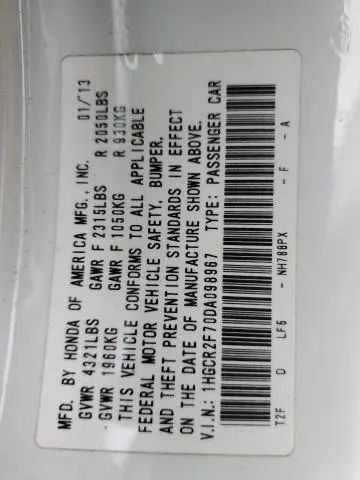 MFD. BY HONDA OF AMERICA MFG.,INC. 01/13
GVWR 4321LBS GAWR F 2315LBS R 2050LBS
GVWR 1960KG GAWR F 1050KG R 930KG
THIS VEHICLE CONFORMS TO ALL APPLICABLE
FEDERAL MOTOR VEHICLE SAFETY, BUMPER,
AND THEFT PREVENTION STANDARDS IN EFFECT
ON THE DATE OF MANUFACTURE SHOWN ABOVE.
V.I.N.: 1HGCR2F70DA098967 TYPE: PASSENGER CAR
T2F D LF6 - NH788PX - F - A